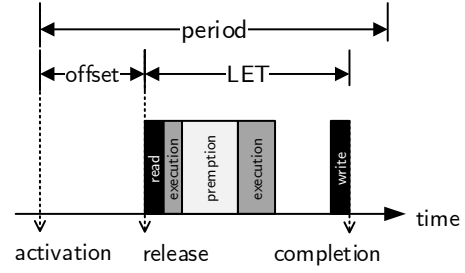 period
offset
LET
read
execution
premption
execution
write
time
activation
release
completion